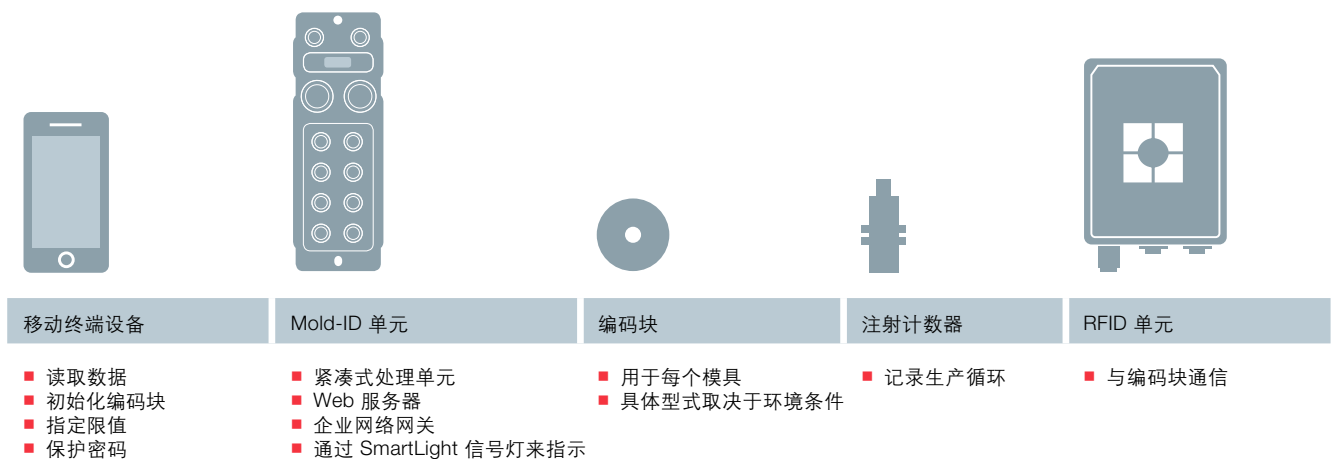 移动终端设备
Mold-ID 单元
编码块
注射计数器
RFID 单元
读取数据
初始化编码块
指定限值
保护密码
紧凑式处理单元
Web 服务器
企业网络网关
通过 SmartLight 信号灯来指示
用于每个模具
具体型式取决于环境条件
记录生产循环
与编码块通信